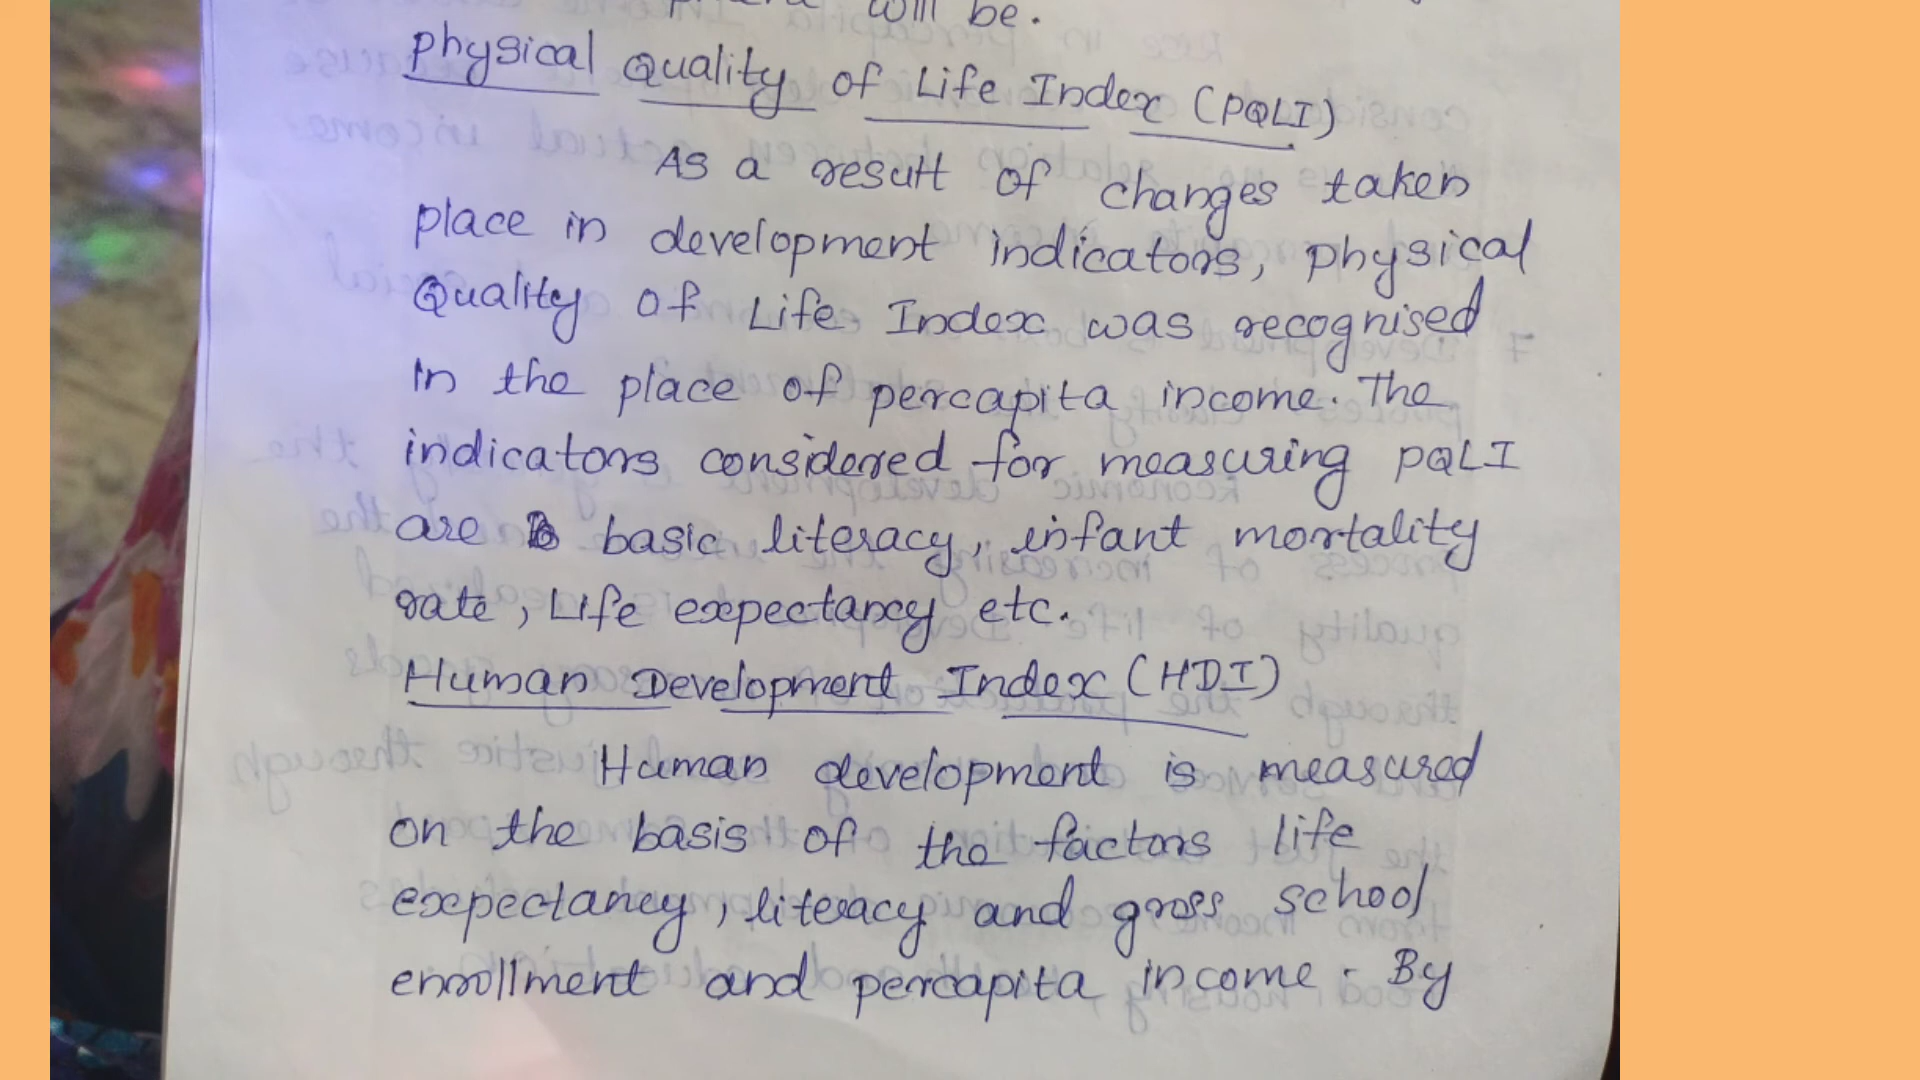 will be.
Physical Quality of Life Index (PQLI)
As a result of changes taken
place in development indicators, physical
Quality of Life Index was recognised
in the place of percapita income. The
indicators considered for measuring PQLI
are basic literacy, infant mortality
rate, Life expectancy etc.
Human Development Index (HDI)
Human development is measured
on the basis of the factors life
expectancy, literacy and gross school
enrollment and percapita income. By